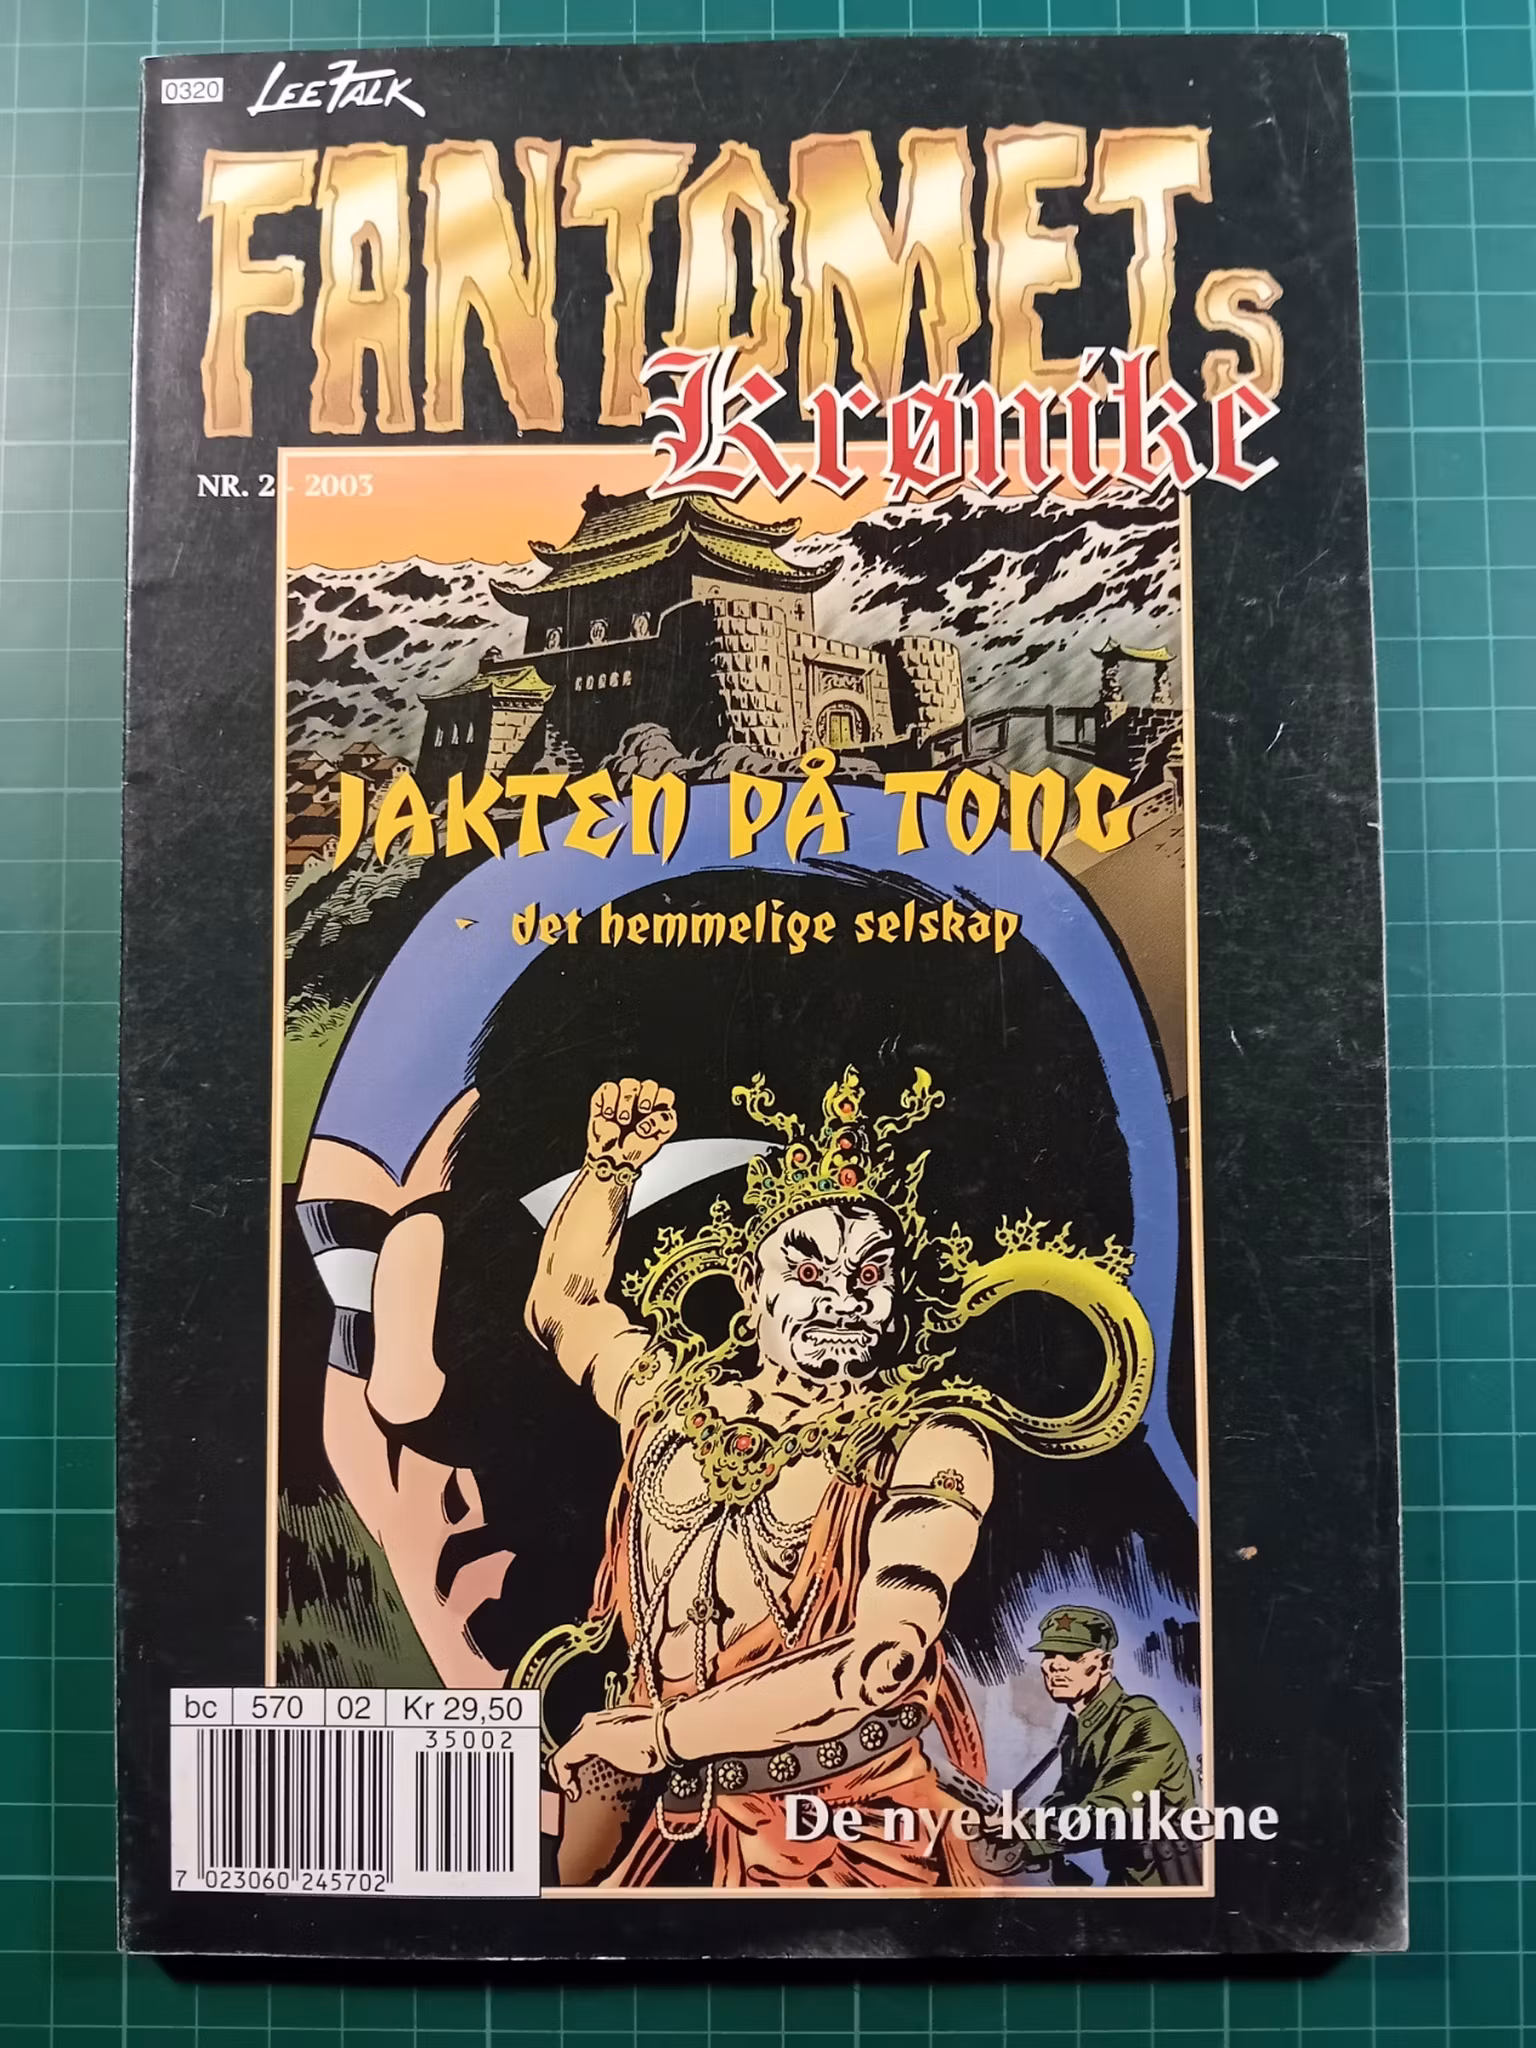 0320
LEE FALK
FANTOMETs
Krønike
NR. 2 - 2003
JAKTEN PÅ TONG
- det hemmelige selskap
De nye krønikene
bc 570 02 Kr 29,50
35002
7 023060 245702